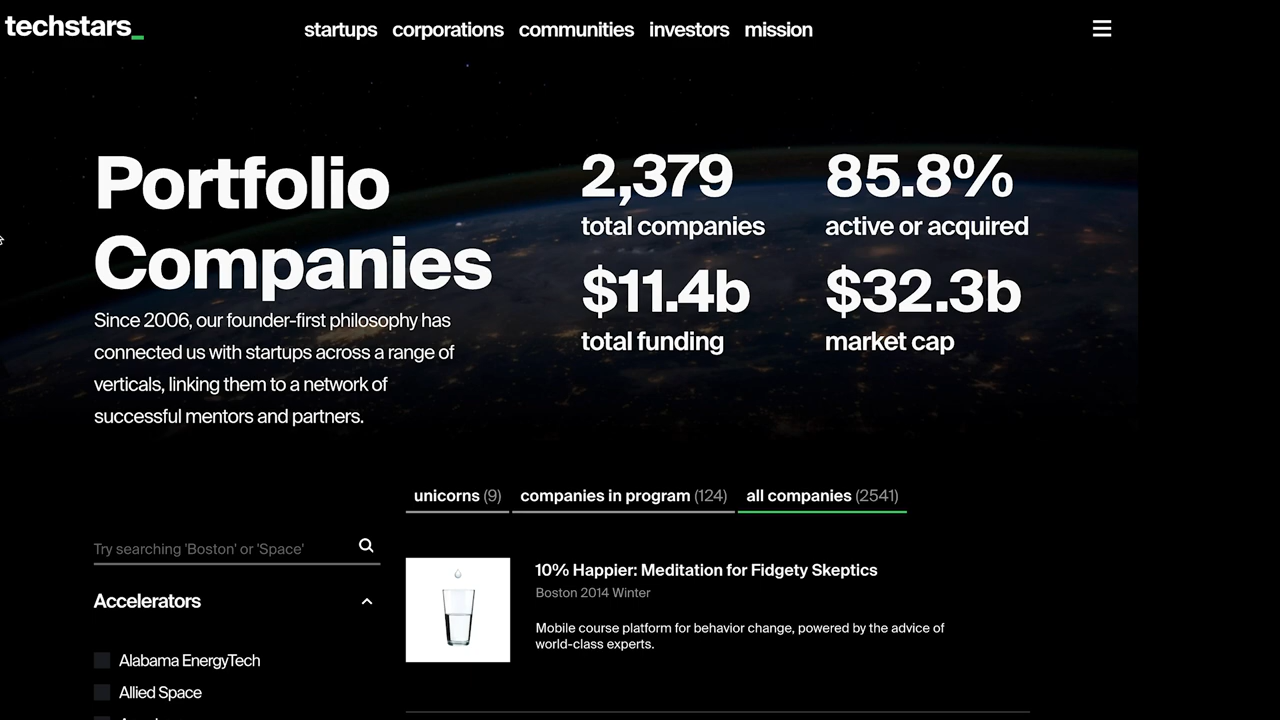 techstars_
startups corporations communities investors mission
Portfolio
Companies
Since 2006, our founder-first philosophy has
connected us with startups across a range of
verticals, linking them to a network of
successful mentors and partners.
2,379
total companies
85.8%
active or acquired
$11.4b
total funding
$32.3b
market cap
unicorns (9) companies in program (124) all companies (2541)
Try searching 'Boston' or 'Space'
Accelerators
Alabama EnergyTech
Allied Space
10% Happier: Meditation for Fidgety Skeptics
Boston 2014 Winter
Mobile course platform for behavior change, powered by the advice of
world-class experts.